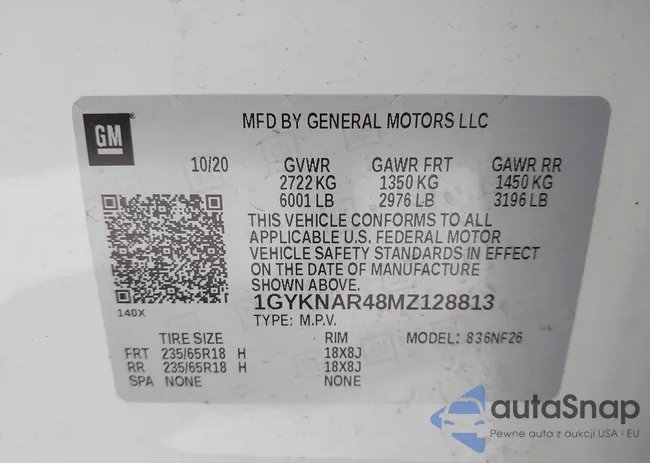 GM
MFD BY GENERAL MOTORS LLC
10/20 GVWR GAWR FRT GAWR RR
2722 KG 1350 KG 1450 KG
6001 LB 2976 LB 3196 LB
THIS VEHICLE CONFORMS TO ALL
APPLICABLE U.S. FEDERAL MOTOR
VEHICLE SAFETY STANDARDS IN EFFECT
ON THE DATE OF MANUFACTURE
SHOWN ABOVE.
1GYKNAR48MZ128813
140X
TYPE: M.P.V.
TIRE SIZE RIM MODEL: 836NF26
FRT 235/65R18 H 18X8J
RR 235/65R18 H 18X8J
SPA NONE NONE
autaSnap
Pewne auta z aukcji USA i EU